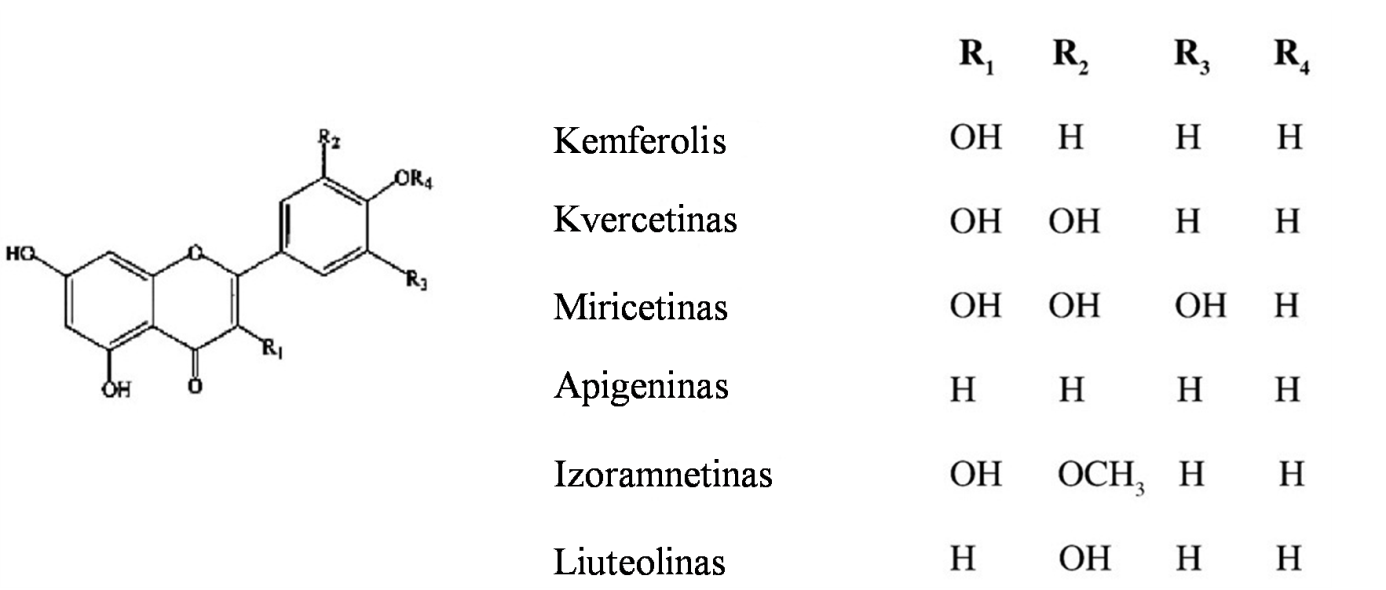 R₁ R₂ R₃ R₄
Kemferolis OH H H H
Kvercetinas OH OH H H
Miricetinas OH OH OH H
Apigeninas H H H H
Izoramnetinas OH OCH₃ H H
Liuteolinas H OH H H
R₂
OR₄
HO
O
R₃
R₁
OH
O